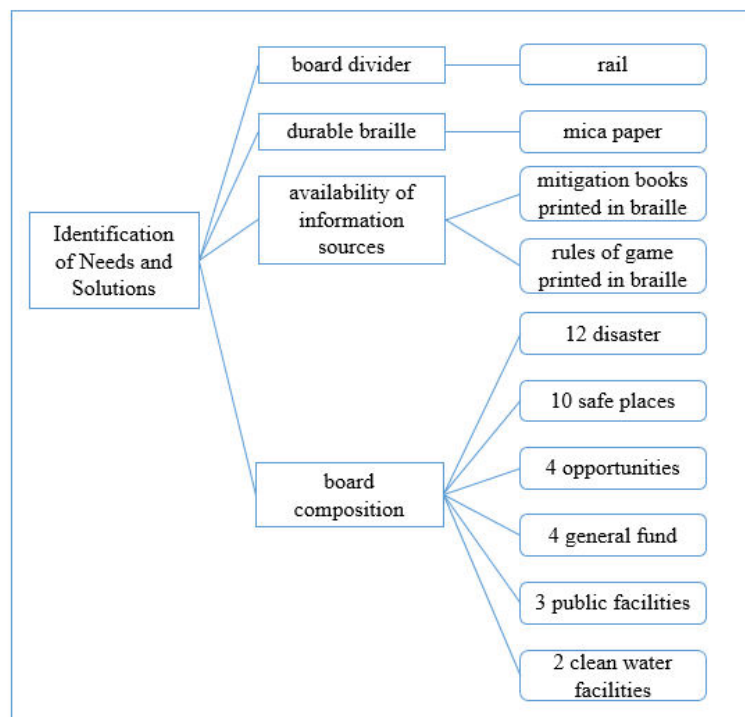 Identification
of Needs and
Solutions
board divider
rail
durable braille
mica paper
availability of
information
sources
mitigation books
printed in braille
rules of game
printed in braille
board
composition
12 disaster
10 safe places
4 opportunities
4 general fund
3 public facilities
2 clean water
facilities